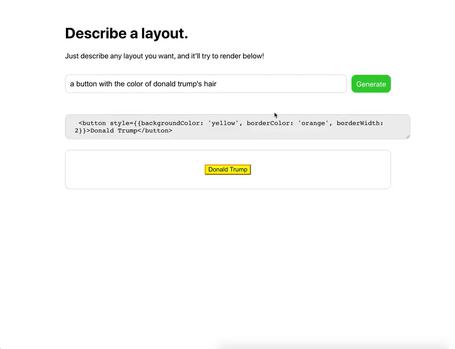 Describe a layout.
Just describe any layout you want, and it'll try to render below!
a button with the color of donald trump's hair
Generate
<button style={{backgroundColor: 'yellow', borderColor: 'orange', borderWidth:
2}}>Donald Trump</button>
Donald Trump